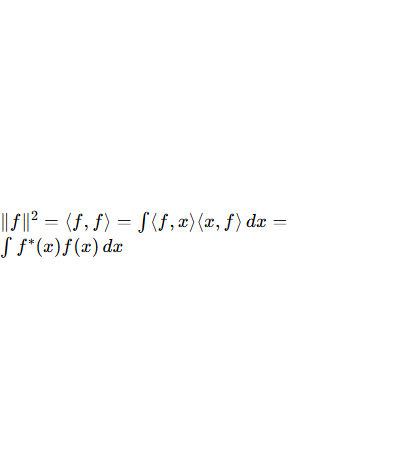 ‖f‖² = ⟨f, f⟩ = ∫⟨f, x⟩⟨x, f⟩ dx =
∫ f*(x)f(x) dx